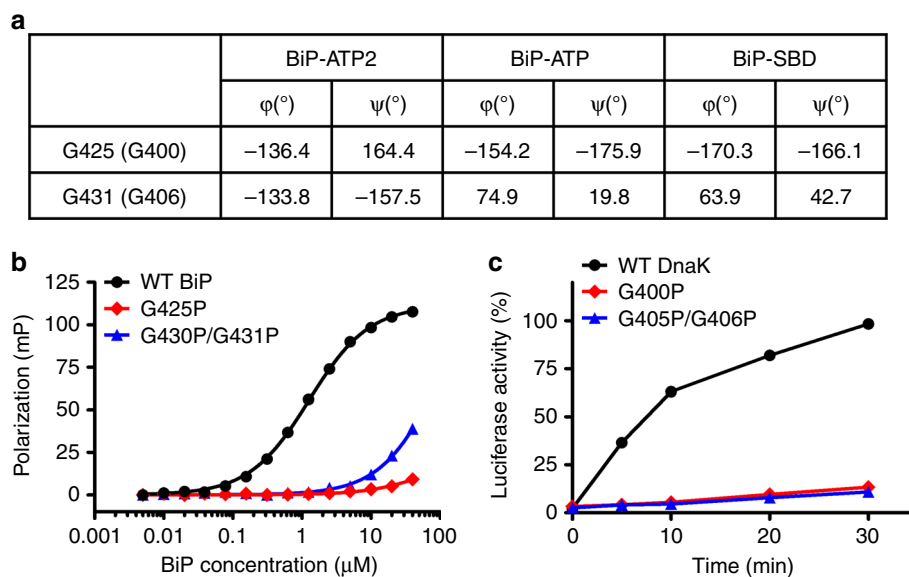 a
BiP-ATP2 BiP-ATP BiP-SBD
φ(°) ψ(°) φ(°) ψ(°) φ(°) ψ(°)
G425 (G400) –136.4 164.4 –154.2 –175.9 –170.3 –166.1
G431 (G406) –133.8 –157.5 74.9 19.8 63.9 42.7
b
WT BiP
G425P
G430P/G431P
Polarization (mP)
125
100
75
50
25
0
0.001 0.01 0.1 1 10 100
BiP concentration (μM)
c
WT DnaK
G400P
G405P/G406P
Luciferase activity (%)
100
75
50
25
0
0 10 20 30
Time (min)